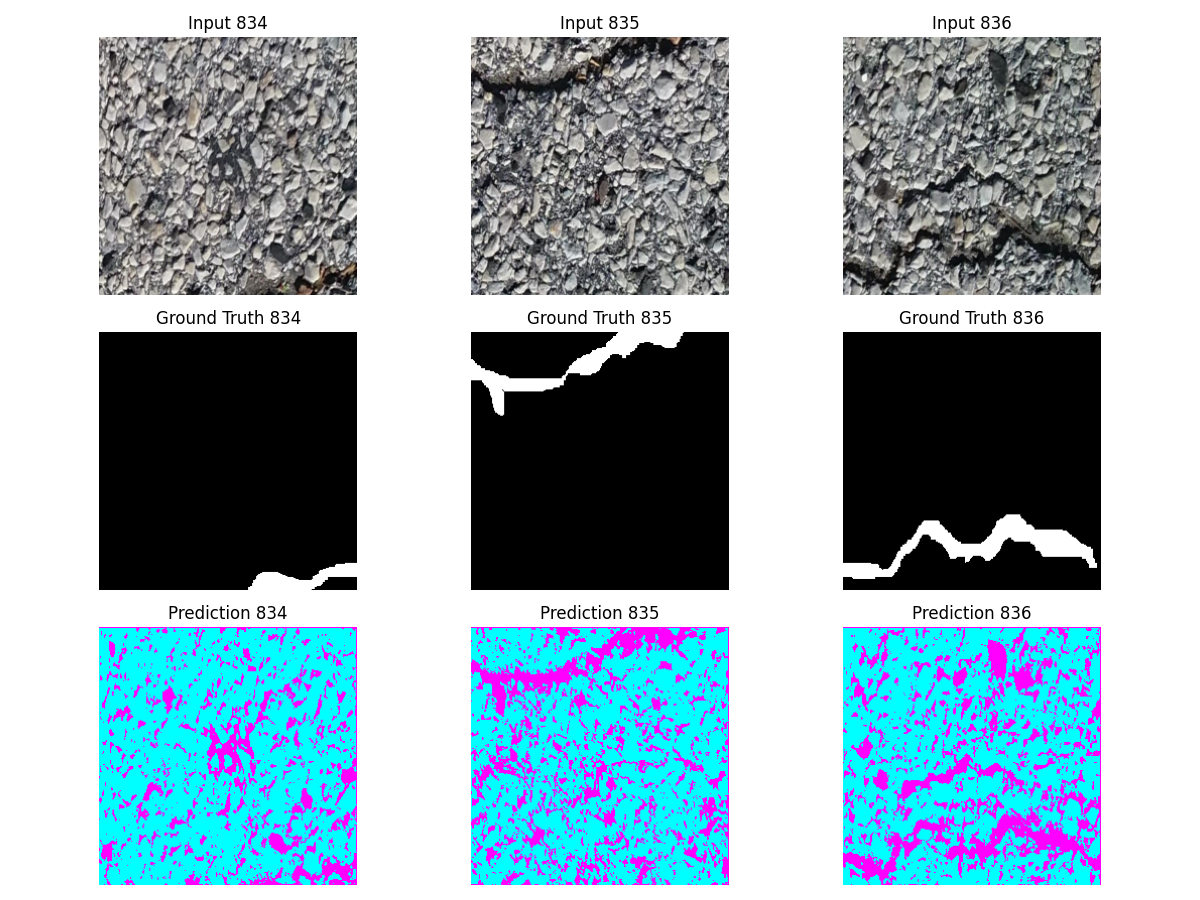 Input 834
Input 835
Input 836
Ground Truth 834
Ground Truth 835
Ground Truth 836
Prediction 834
Prediction 835
Prediction 836